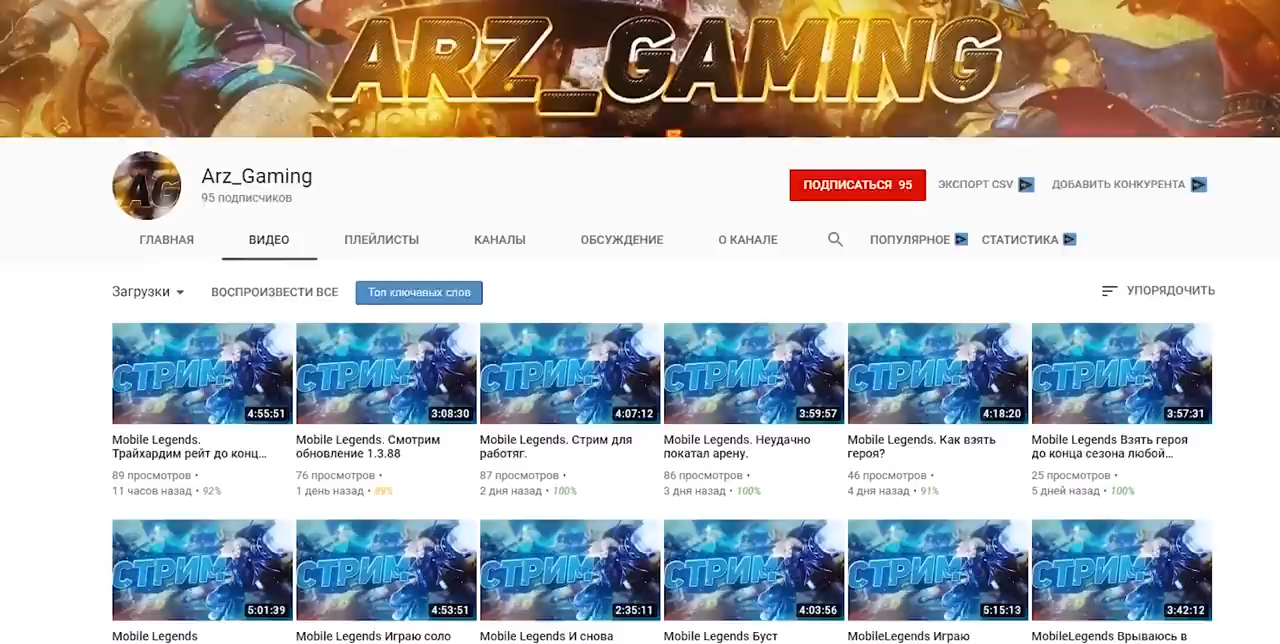 ARZ_GAMING
AG
Arz_Gaming
95 подписчиков
ПОДПИСАТЬСЯ 95
ЭКСПОРТ CSV
ДОБАВИТЬ КОНКУРЕНТА
ГЛАВНАЯ
ВИДЕО
ПЛЕЙЛИСТЫ
КАНАЛЫ
ОБСУЖДЕНИЕ
О КАНАЛЕ
ПОПУЛЯРНОЕ
СТАТИСТИКА
Загрузки
ВОСПРОИЗВЕСТИ ВСЕ
Топ ключевых слов
УПОРЯДОЧИТЬ
СТРИМ
4:55:51
Mobile Legends.
Трайхардим рейт до конц...
89 просмотров •
11 часов назад • 92%
СТРИМ
3:08:30
Mobile Legends. Смотрим
обновление 1.3.88
76 просмотров •
1 день назад • 89%
СТРИМ
4:07:12
Mobile Legends. Стрим для
работяг.
87 просмотров •
2 дня назад • 100%
СТРИМ
3:59:57
Mobile Legends. Неудачно
покатал арену.
86 просмотров •
3 дня назад • 100%
СТРИМ
4:18:20
Mobile Legends. Как взять
героя?
46 просмотров •
4 дня назад • 91%
СТРИМ
3:57:31
Mobile Legends Взять героя
до конца сезона любой...
25 просмотров •
5 дней назад • 100%
СТРИМ
5:01:39
Mobile Legends
СТРИМ
4:53:51
Mobile Legends Играю соло
СТРИМ
2:35:11
Mobile Legends И снова
СТРИМ
4:03:56
Mobile Legends Буст
СТРИМ
5:15:13
MobileLegends Играю
СТРИМ
3:42:12
MobileLegends Врываюсь в